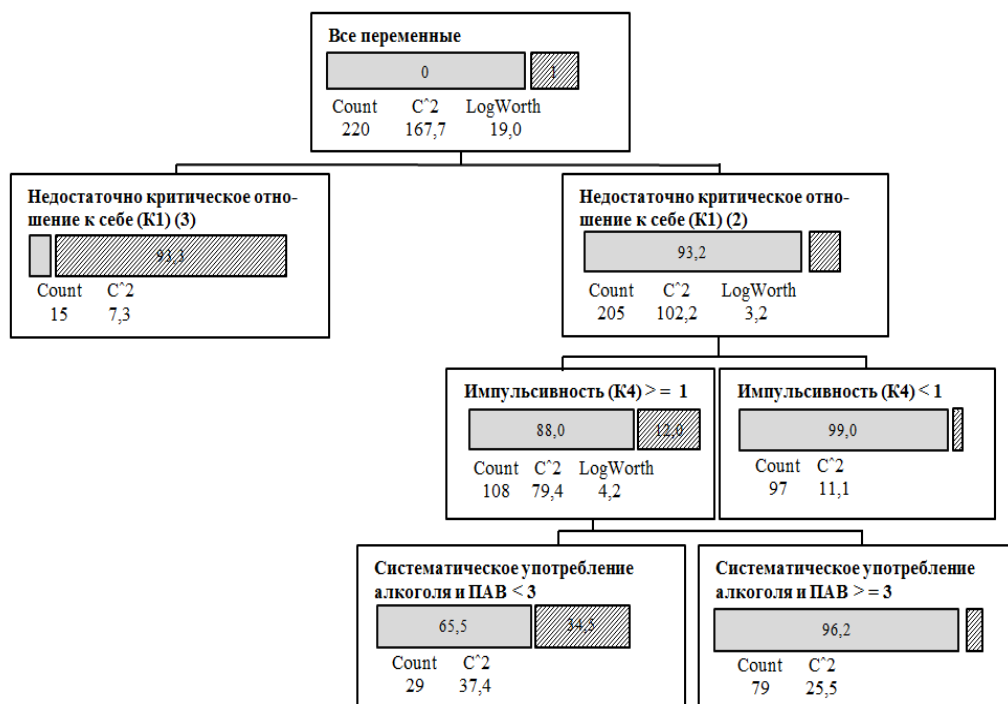 Все переменные
0 1
Count C^2 LogWorth
220 167,7 19,0
Недостаточно критическое отно-
шение к себе (К1) (3)
93,3
Count C^2
15 7,3
Недостаточно критическое отно-
шение к себе (К1) (2)
93,2
Count C^2 LogWorth
205 102,2 3,2
Импульсивность (К4) > = 1
88,0 12,0
Count C^2 LogWorth
108 79,4 4,2
Импульсивность (К4) < 1
99,0
Count C^2
97 11,1
Систематическое употребление
алкоголя и ПАВ < 3
65,5 34,5
Count C^2
29 37,4
Систематическое употребление
алкоголя и ПАВ > = 3
96,2
Count C^2
79 25,5